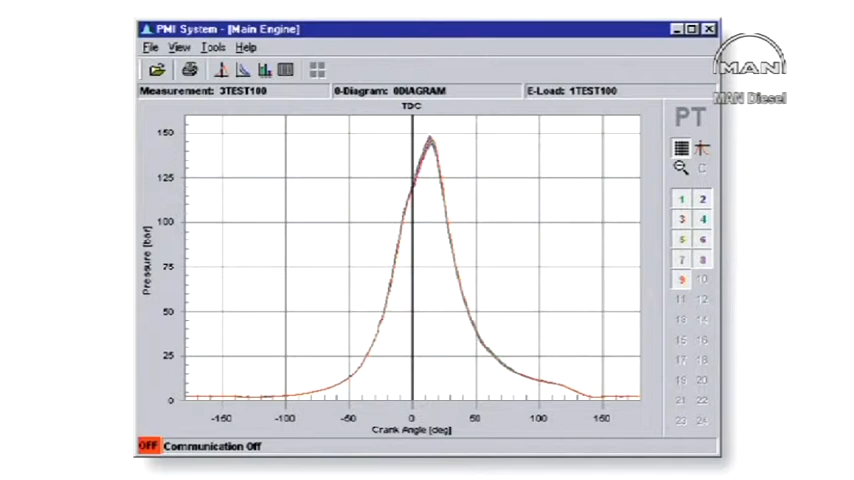 PMI System - [Main Engine]
File View Tools Help
Measurement: 3TEST100 0-Diagram: 0DIAGRAM E-Load: 1TEST100
MAN
MAN Diesel
TDC
PT
150
125
100
75
50
25
0
Pressure [bar]
-150 -100 -50 0 50 100 150
Crank Angle [deg]
C
1 2
3 4
5 6
7 8
9 10
11 12
13 14
15 16
17 18
19 20
21 22
23 24
OFF Communication Off